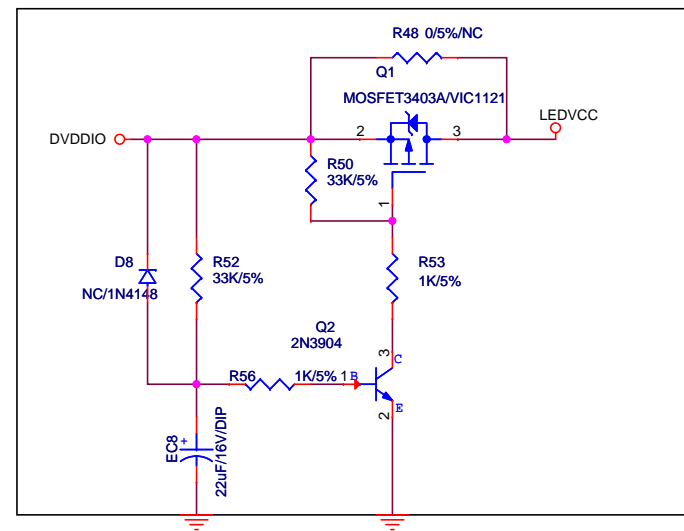 R48 0/5%/NC
Q1
MOSFET3403A/VIC1121
LEDVCC
DVDDIO
2
3
R50
33K/5%
1
D8
NC/1N4148
R52
33K/5%
R53
1K/5%
Q2
2N3904
3
C
R56
1K/5%
1
B
E
2
EC8
+
22uF/16V/DIP